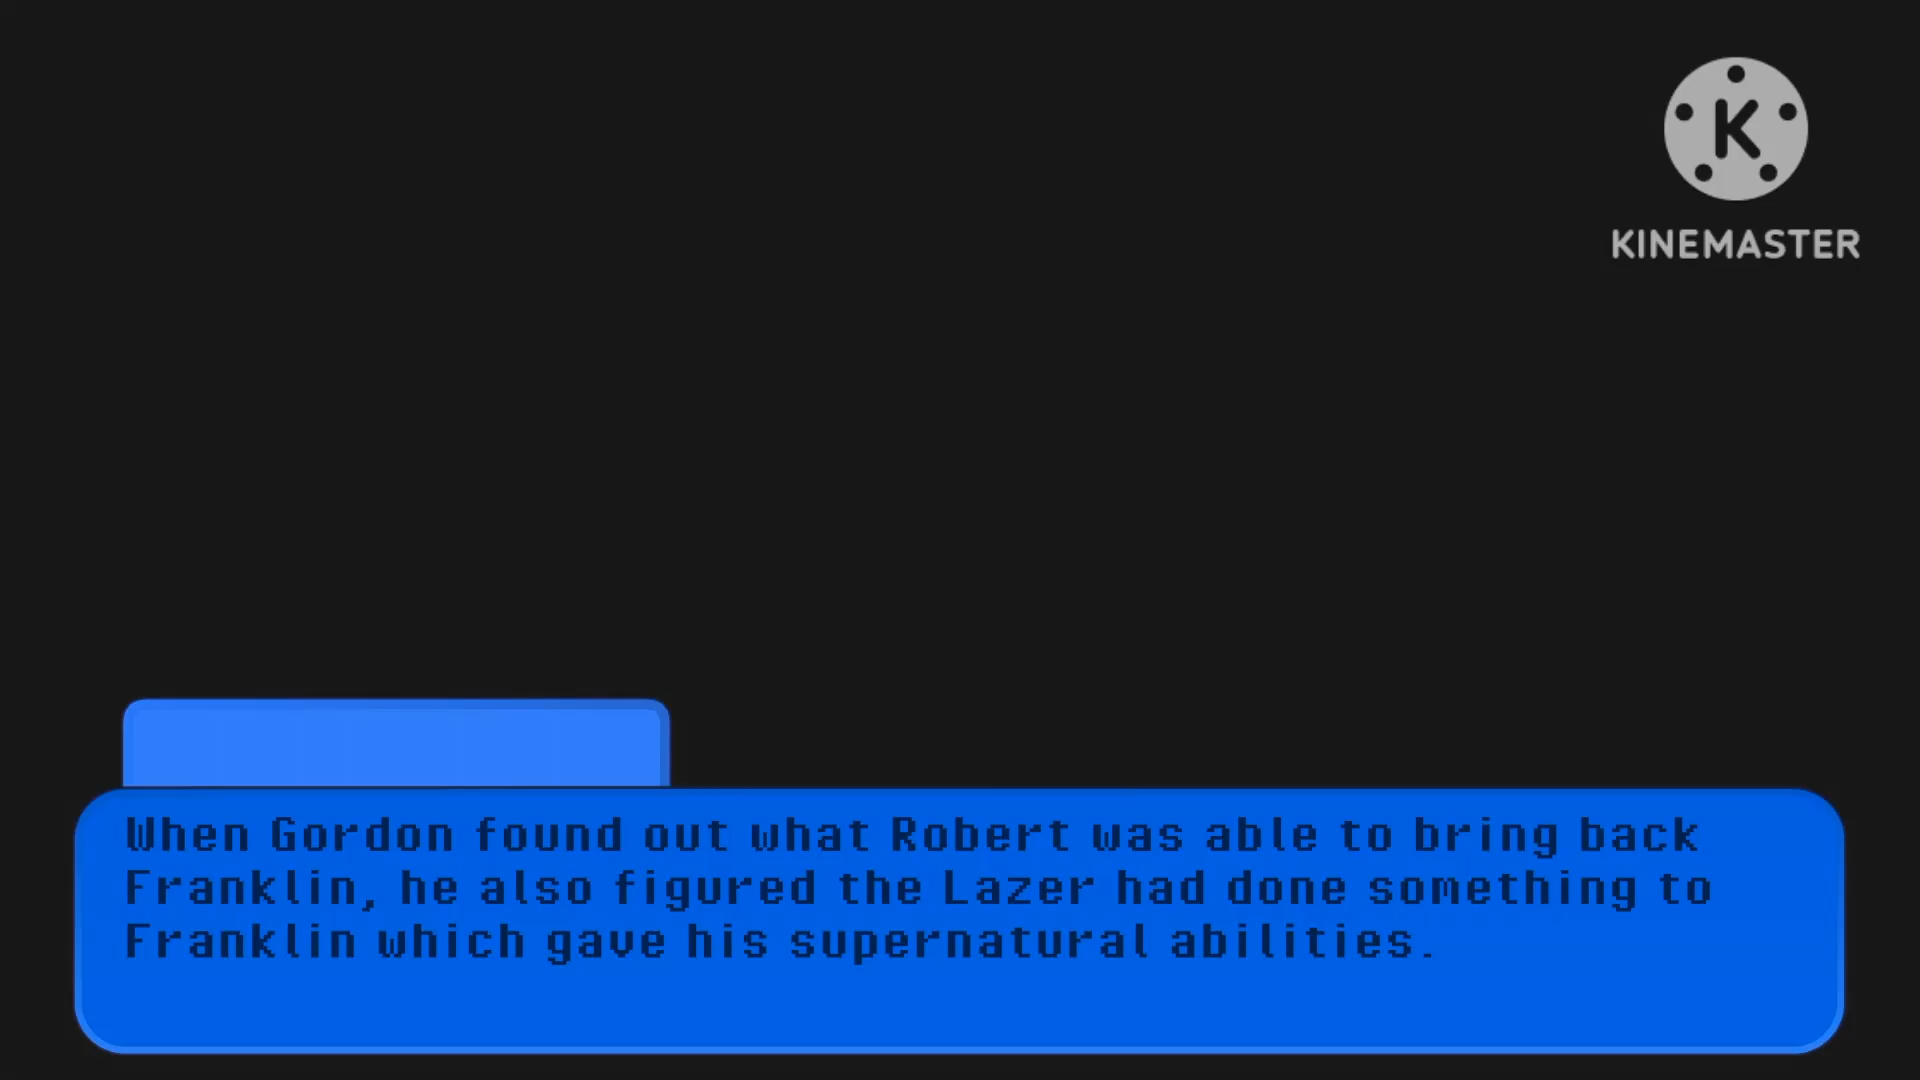 K
KINEMASTER
When Gordon found out what Robert was able to bring back
Franklin, he also figured the Lazer had done something to
Franklin which gave his supernatural abilities.